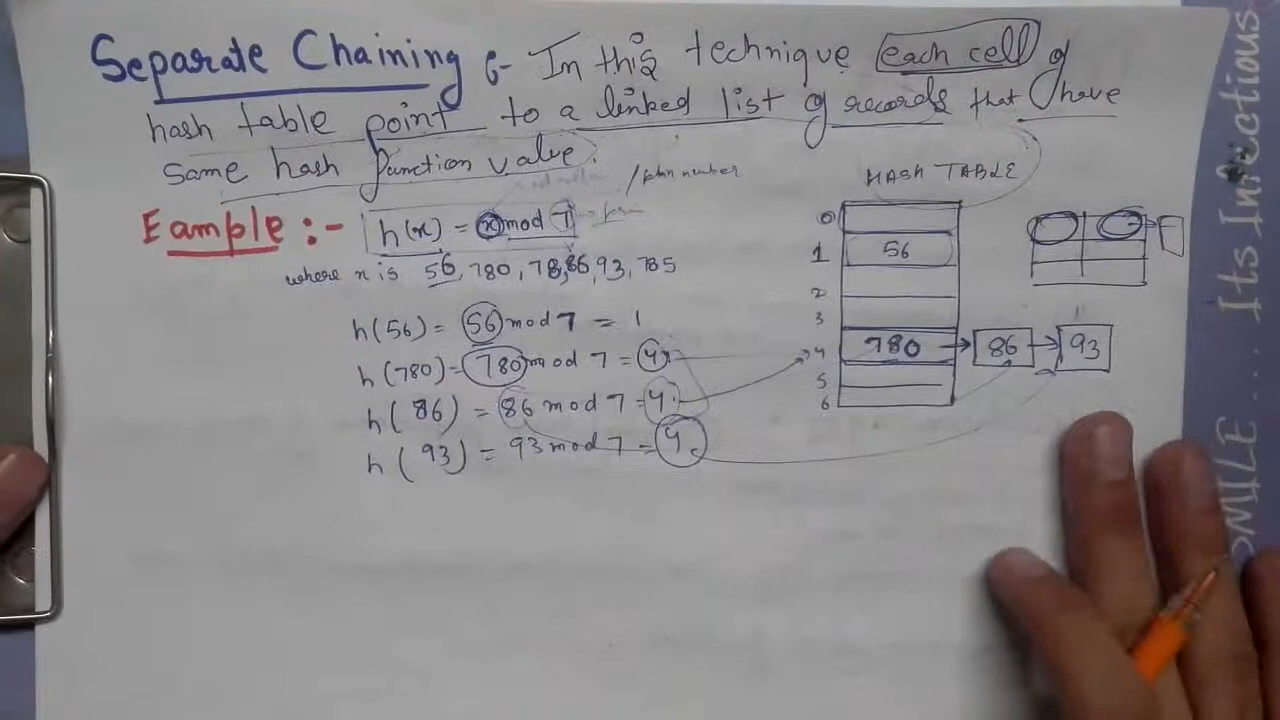 Separate Chaining :- In this technique each cell of
hash table point to a linked list of records that have
same hash function value.
/ prime number
HASH TABLE
Eample :- h(x) = x mod 7
where x is 56, 780, 78, 86, 93, 785
h(56) = 56 mod 7 = 1
h(780) = 780 mod 7 = 4
h(86) = 86 mod 7 = 4
h(93) = 93 mod 7 = 4
0
1 56
2
3
4 780 → 86 → 93
5
6
SMILE .... Its Infectious